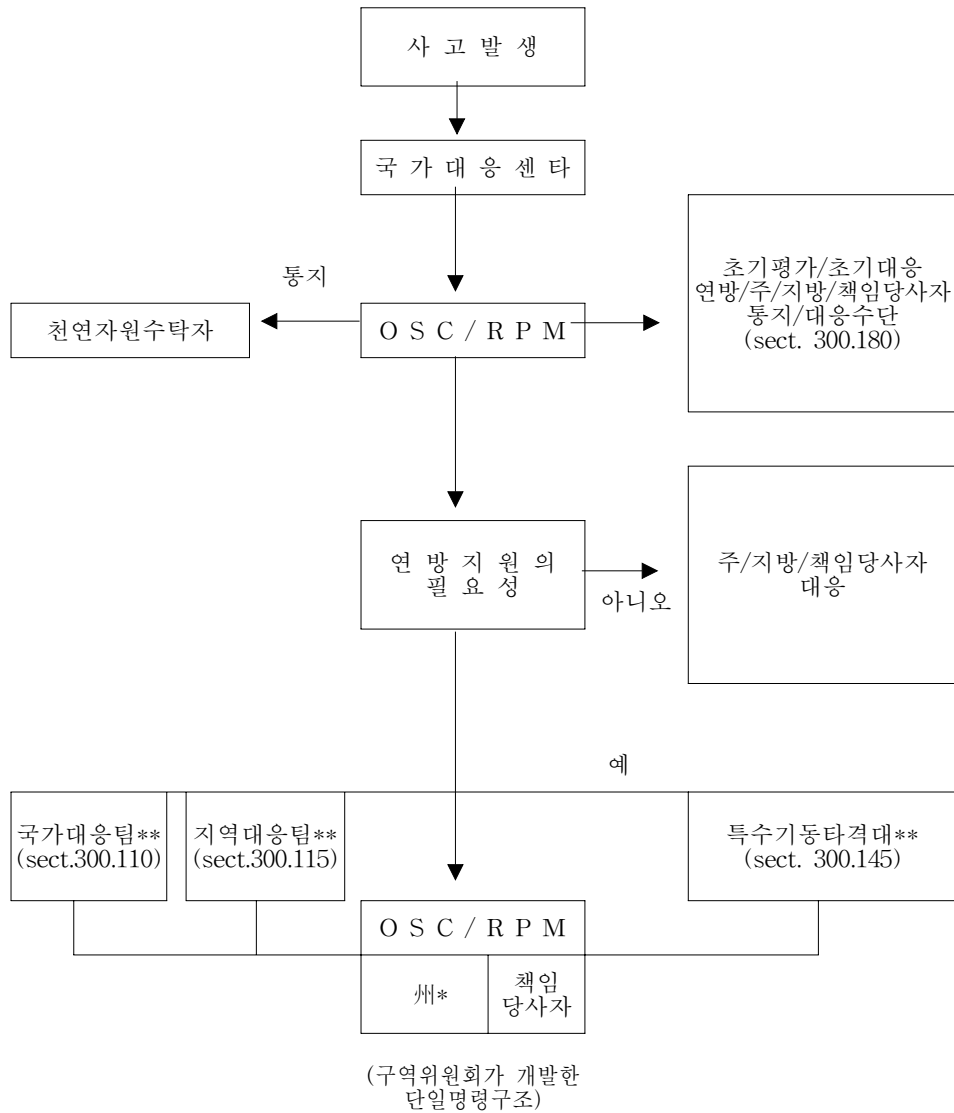 사 고 발 생
국 가 대 응 센 타
통지
천연자원수탁자
O S C / R P M
초기평가/초기대응
연방/주/지방/책임당사자
통지/대응수단
(sect. 300.180)
연 방 지 원 의
필 요 성
아니오
주/지방/책임당사자
대응
예
국가대응팀**
(sect.300.110)
지역대응팀**
(sect.300.115)
특수기동타격대**
(sect. 300.145)
O S C / R P M
州*
책임
당사자
(구역위원회가 개발한
단일명령구조)